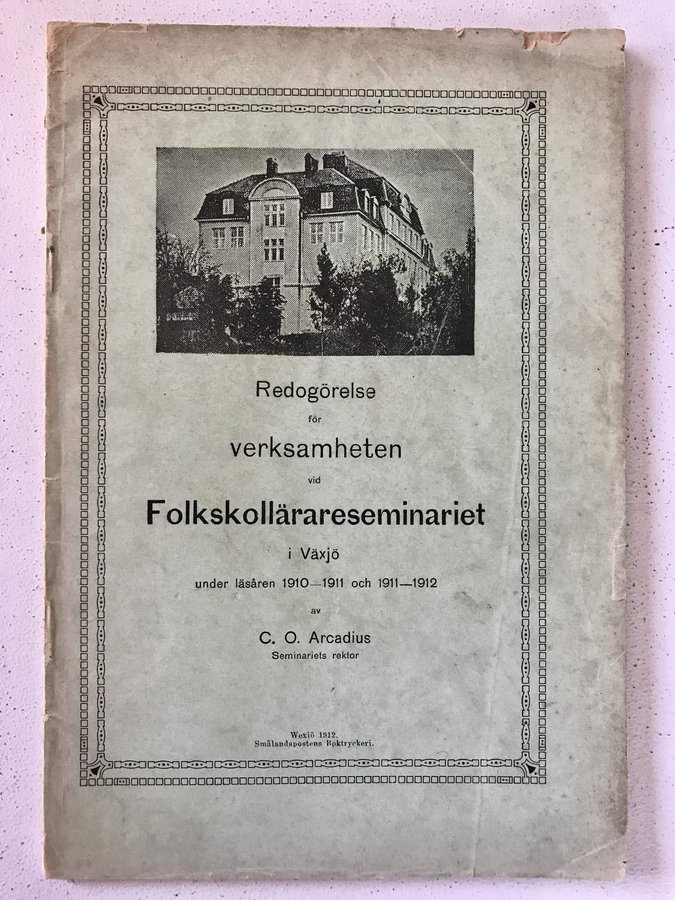 Redogörelse
för
verksamheten
vid
Folkskollärareseminariet
i Växjö
under läsåren 1910—1911 och 1911—1912
av
C. O. Arcadius
Seminariets rektor
Wexiö 1912.
Smålandspostens Boktryckeri.